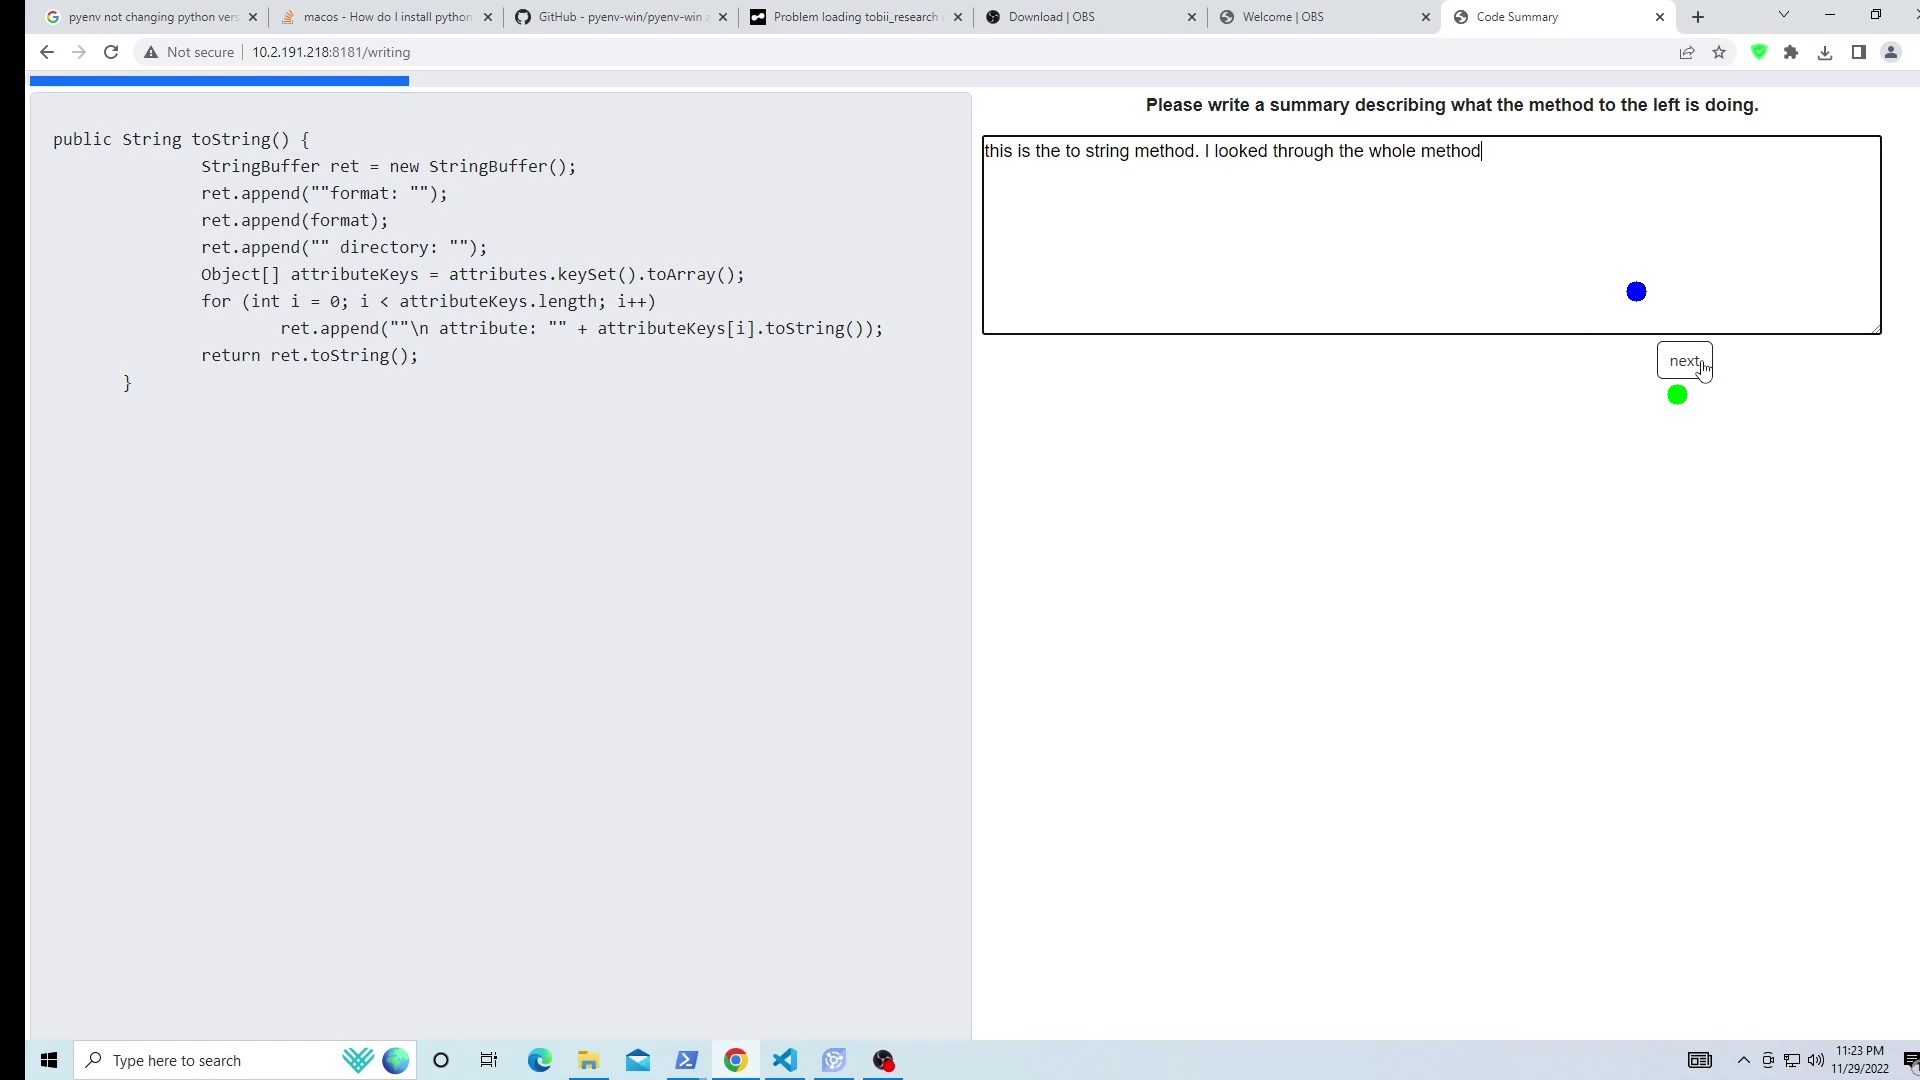 pyenv not changing python vers
macos - How do I install python
GitHub - pyenv-win/pyenv-win
Problem loading tobii_research
Download | OBS
Welcome | OBS
Code Summary
Not secure
10.2.191.218:8181/writing
public String toString() {
StringBuffer ret = new StringBuffer();
ret.append(""format: "");
ret.append(format);
ret.append("" directory: "");
Object[] attributeKeys = attributes.keySet().toArray();
for (int i = 0; i < attributeKeys.length; i++)
ret.append(""\n attribute: "" + attributeKeys[i].toString());
return ret.toString();
}
Please write a summary describing what the method to the left is doing.
this is the to string method. I looked through the whole method
next
Type here to search
11:23 PM
11/29/2022